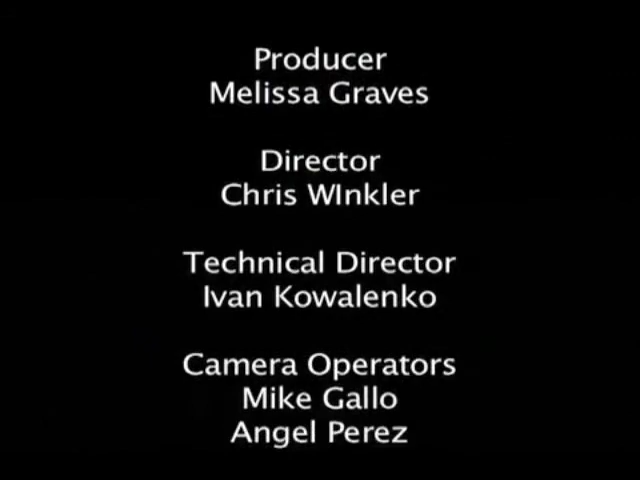 Producer
Melissa Graves
Director
Chris WInkler
Technical Director
Ivan Kowalenko
Camera Operators
Mike Gallo
Angel Perez